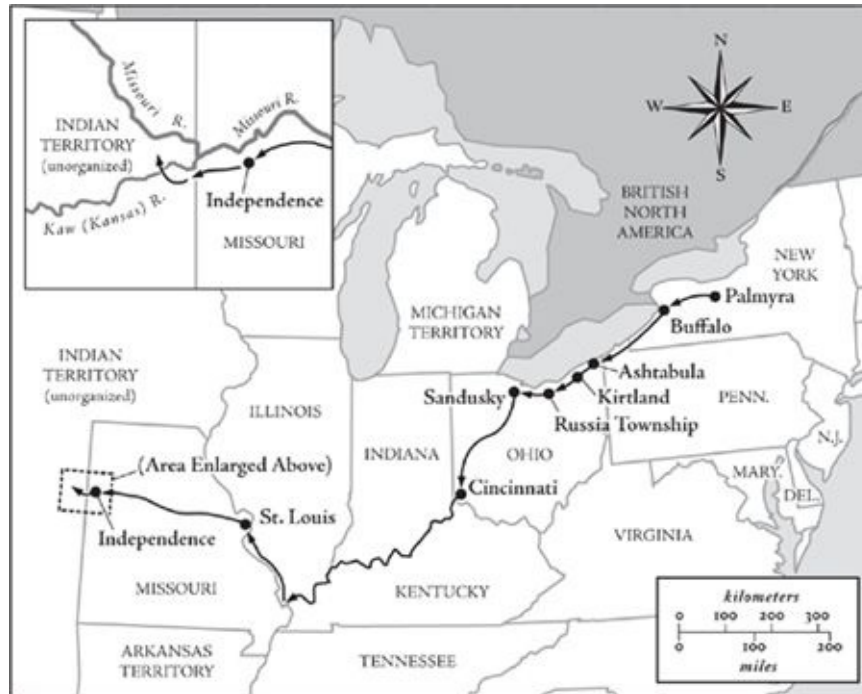 Missouri R.
Missouri R.
INDIAN
TERRITORY
(unorganized)
Independence
Kaw (Kansas) R.
MISSOURI
N
W
E
S
BRITISH
NORTH
AMERICA
NEW
YORK
Palmyra
Buffalo
MICHIGAN
TERRITORY
Ashtabula
Kirtland
Sandusky
Russia Township
PENN.
N.J.
INDIAN
TERRITORY
(unorganized)
ILLINOIS
INDIANA
OHIO
MARY.
DEL.
(Area Enlarged Above)
Cincinnati
St. Louis
Independence
VIRGINIA
MISSOURI
KENTUCKY
ARKANSAS
TERRITORY
TENNESSEE
kilometers
0 100 200 300
0 100 200
miles